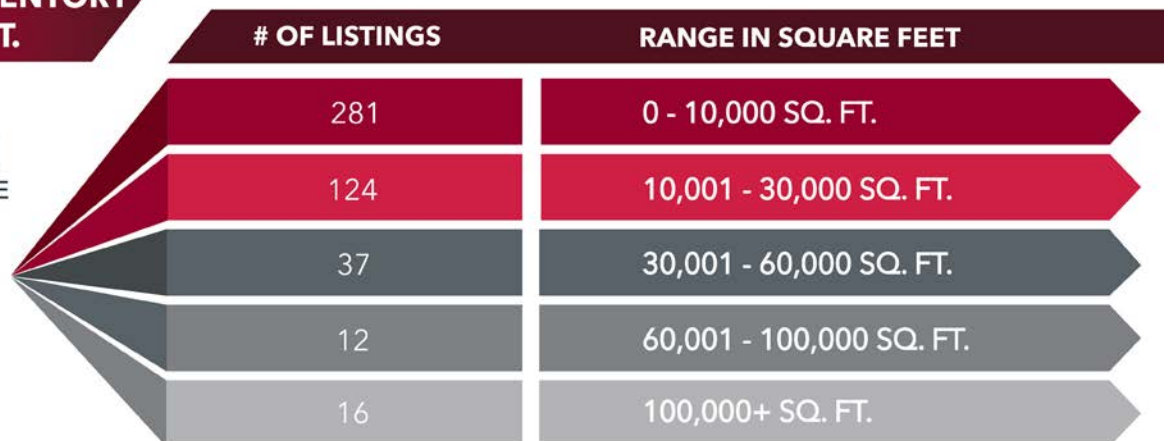 T.
# OF LISTINGS RANGE IN SQUARE FEET
281 0 - 10,000 SQ. FT.
124 10,001 - 30,000 SQ. FT.
37 30,001 - 60,000 SQ. FT.
12 60,001 - 100,000 SQ. FT.
16 100,000+ SQ. FT.